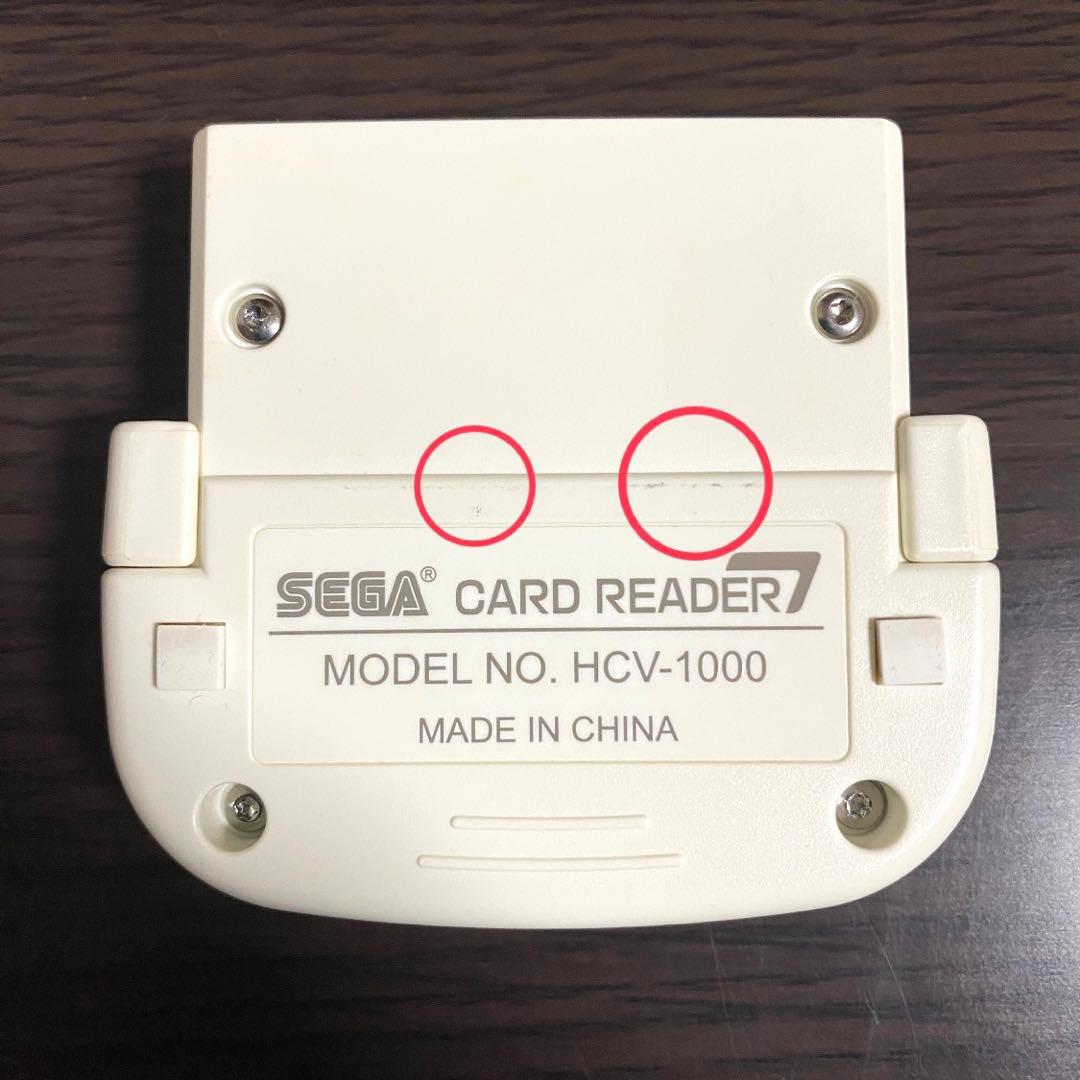 SEGA® CARD READER7
MODEL NO. HCV-1000
MADE IN CHINA